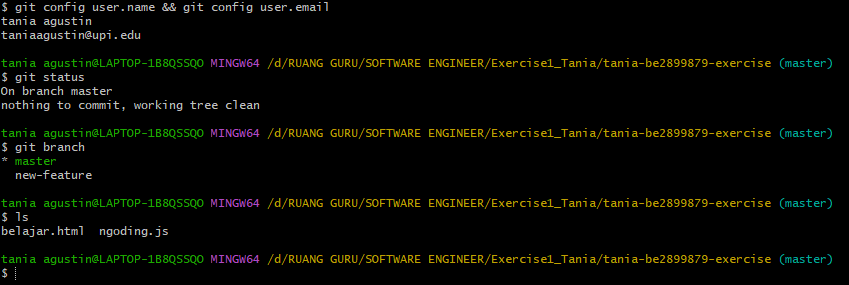 $ git config user.name && git config user.email
tania agustin
taniaagustin@upi.edu
tania agustin@LAPTOP-1B8QSSQO MINGW64 /d/RUANG GURU/SOFTWARE ENGINEER/Exercise1_Tania/tania-be2899879-exercise (master)
$ git status
On branch master
nothing to commit, working tree clean
tania agustin@LAPTOP-1B8QSSQO MINGW64 /d/RUANG GURU/SOFTWARE ENGINEER/Exercise1_Tania/tania-be2899879-exercise (master)
$ git branch
* master
  new-feature
tania agustin@LAPTOP-1B8QSSQO MINGW64 /d/RUANG GURU/SOFTWARE ENGINEER/Exercise1_Tania/tania-be2899879-exercise (master)
$ ls
belajar.html  ngoding.js
tania agustin@LAPTOP-1B8QSSQO MINGW64 /d/RUANG GURU/SOFTWARE ENGINEER/Exercise1_Tania/tania-be2899879-exercise (master)
$